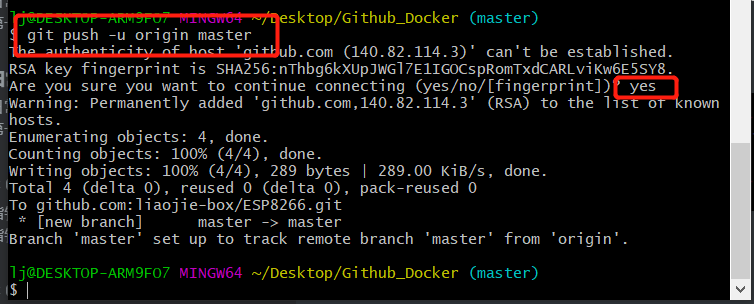 lj@DESKTOP-ARM9FO7 MINGW64 ~/Desktop/Github_Docker (master)
$ git push -u origin master
The authenticity of host 'github.com (140.82.114.3)' can't be established.
RSA key fingerprint is SHA256:nThbg6kXUpJWGl7E1IGOCspRomTxdCARLviKw6E5SY8.
Are you sure you want to continue connecting (yes/no/[fingerprint])? yes
Warning: Permanently added 'github.com,140.82.114.3' (RSA) to the list of known
hosts.
Enumerating objects: 4, done.
Counting objects: 100% (4/4), done.
Writing objects: 100% (4/4), 289 bytes | 289.00 KiB/s, done.
Total 4 (delta 0), reused 0 (delta 0), pack-reused 0
To github.com:liaojie-box/ESP8266.git
 * [new branch]      master -> master
Branch 'master' set up to track remote branch 'master' from 'origin'.
lj@DESKTOP-ARM9FO7 MINGW64 ~/Desktop/Github_Docker (master)
$